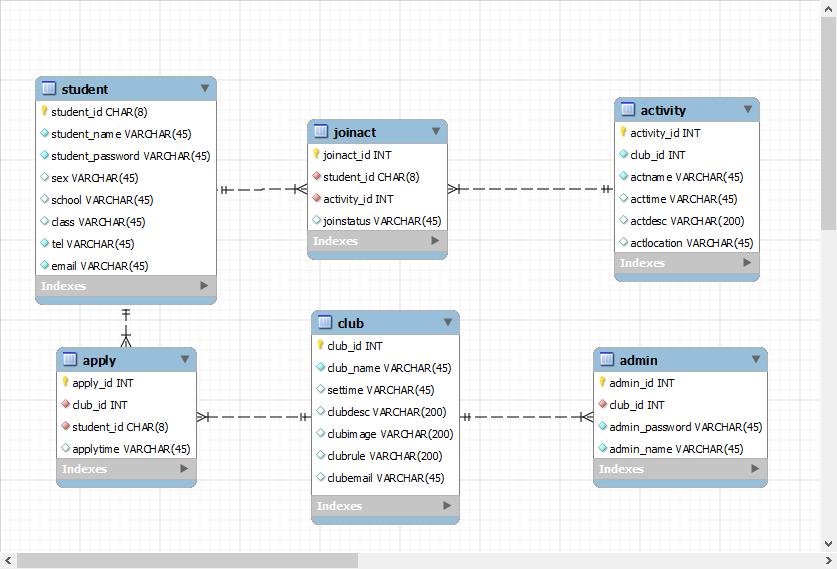 student
student_id CHAR(8)
student_name VARCHAR(45)
student_password VARCHAR(45)
sex VARCHAR(45)
school VARCHAR(45)
class VARCHAR(45)
tel VARCHAR(45)
email VARCHAR(45)
Indexes
joinact
joinact_id INT
student_id CHAR(8)
activity_id INT
joinstatus VARCHAR(45)
Indexes
activity
activity_id INT
club_id INT
actname VARCHAR(45)
acttime VARCHAR(45)
actdesc VARCHAR(200)
actlocation VARCHAR(45)
Indexes
apply
apply_id INT
club_id INT
student_id CHAR(8)
applytime VARCHAR(45)
Indexes
club
club_id INT
club_name VARCHAR(45)
settime VARCHAR(45)
clubdesc VARCHAR(200)
clubimage VARCHAR(200)
clubrule VARCHAR(200)
clubemail VARCHAR(45)
Indexes
admin
admin_id INT
club_id INT
admin_password VARCHAR(45)
admin_name VARCHAR(45)
Indexes